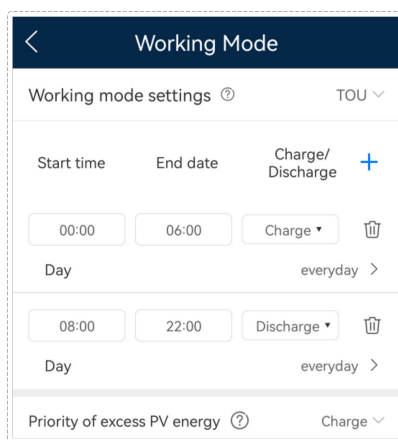 Working Mode
Working mode settings ? TOU
Start time End date Charge/
Discharge +
00:00 06:00 Charge
Day everyday
08:00 22:00 Discharge
Day everyday
Priority of excess PV energy ? Charge